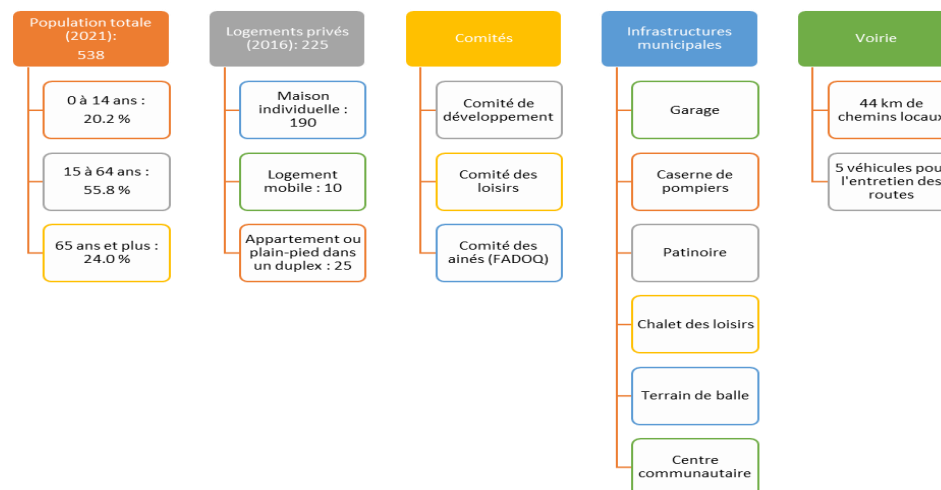 Population totale
(2021):
538
0 à 14 ans :
20.2 %
15 à 64 ans :
55.8 %
65 ans et plus :
24.0 %
Logements privés
(2016): 225
Maison
individuelle :
190
Logement
mobile : 10
Appartement ou
plain-pied dans
un duplex : 25
Comités
Comité de
développement
Comité des
loisirs
Comité des
ainés (FADOQ)
Infrastructures
municipales
Garage
Caserne de
pompiers
Patinoire
Chalet des loisirs
Terrain de balle
Centre
communautaire
Voirie
44 km de
chemins locaux
5 véhicules pour
l'entretien des
routes